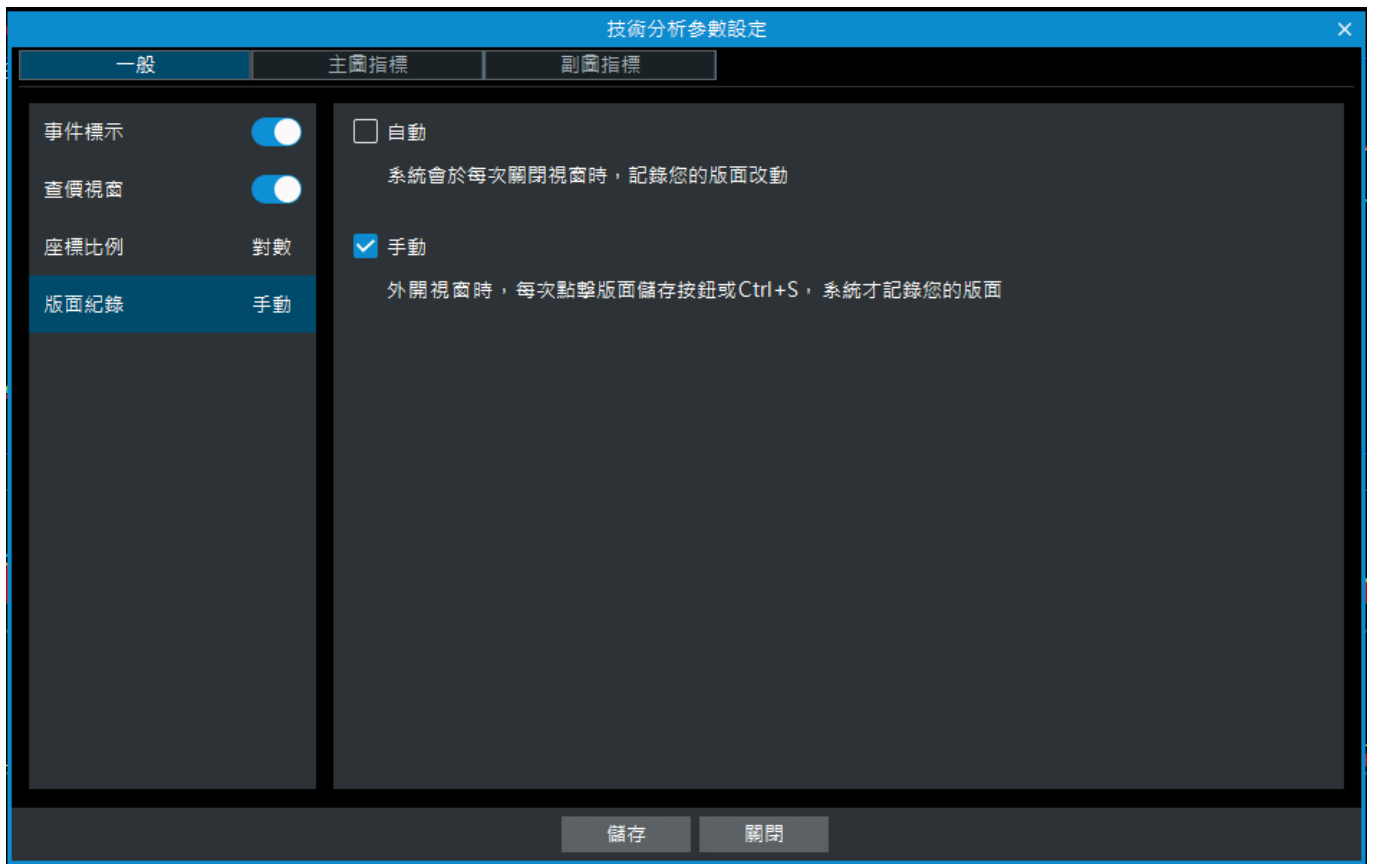 技術分析參數設定
一般 主圖指標 副圖指標
事件標示
查價視窗
座標比例 對數
版面紀錄 手動
自動
系統會於每次關閉視窗時，記錄您的版面改動
手動
外開視窗時，每次點擊版面儲存按鈕或Ctrl+S， 系統才記錄您的版面
儲存 關閉